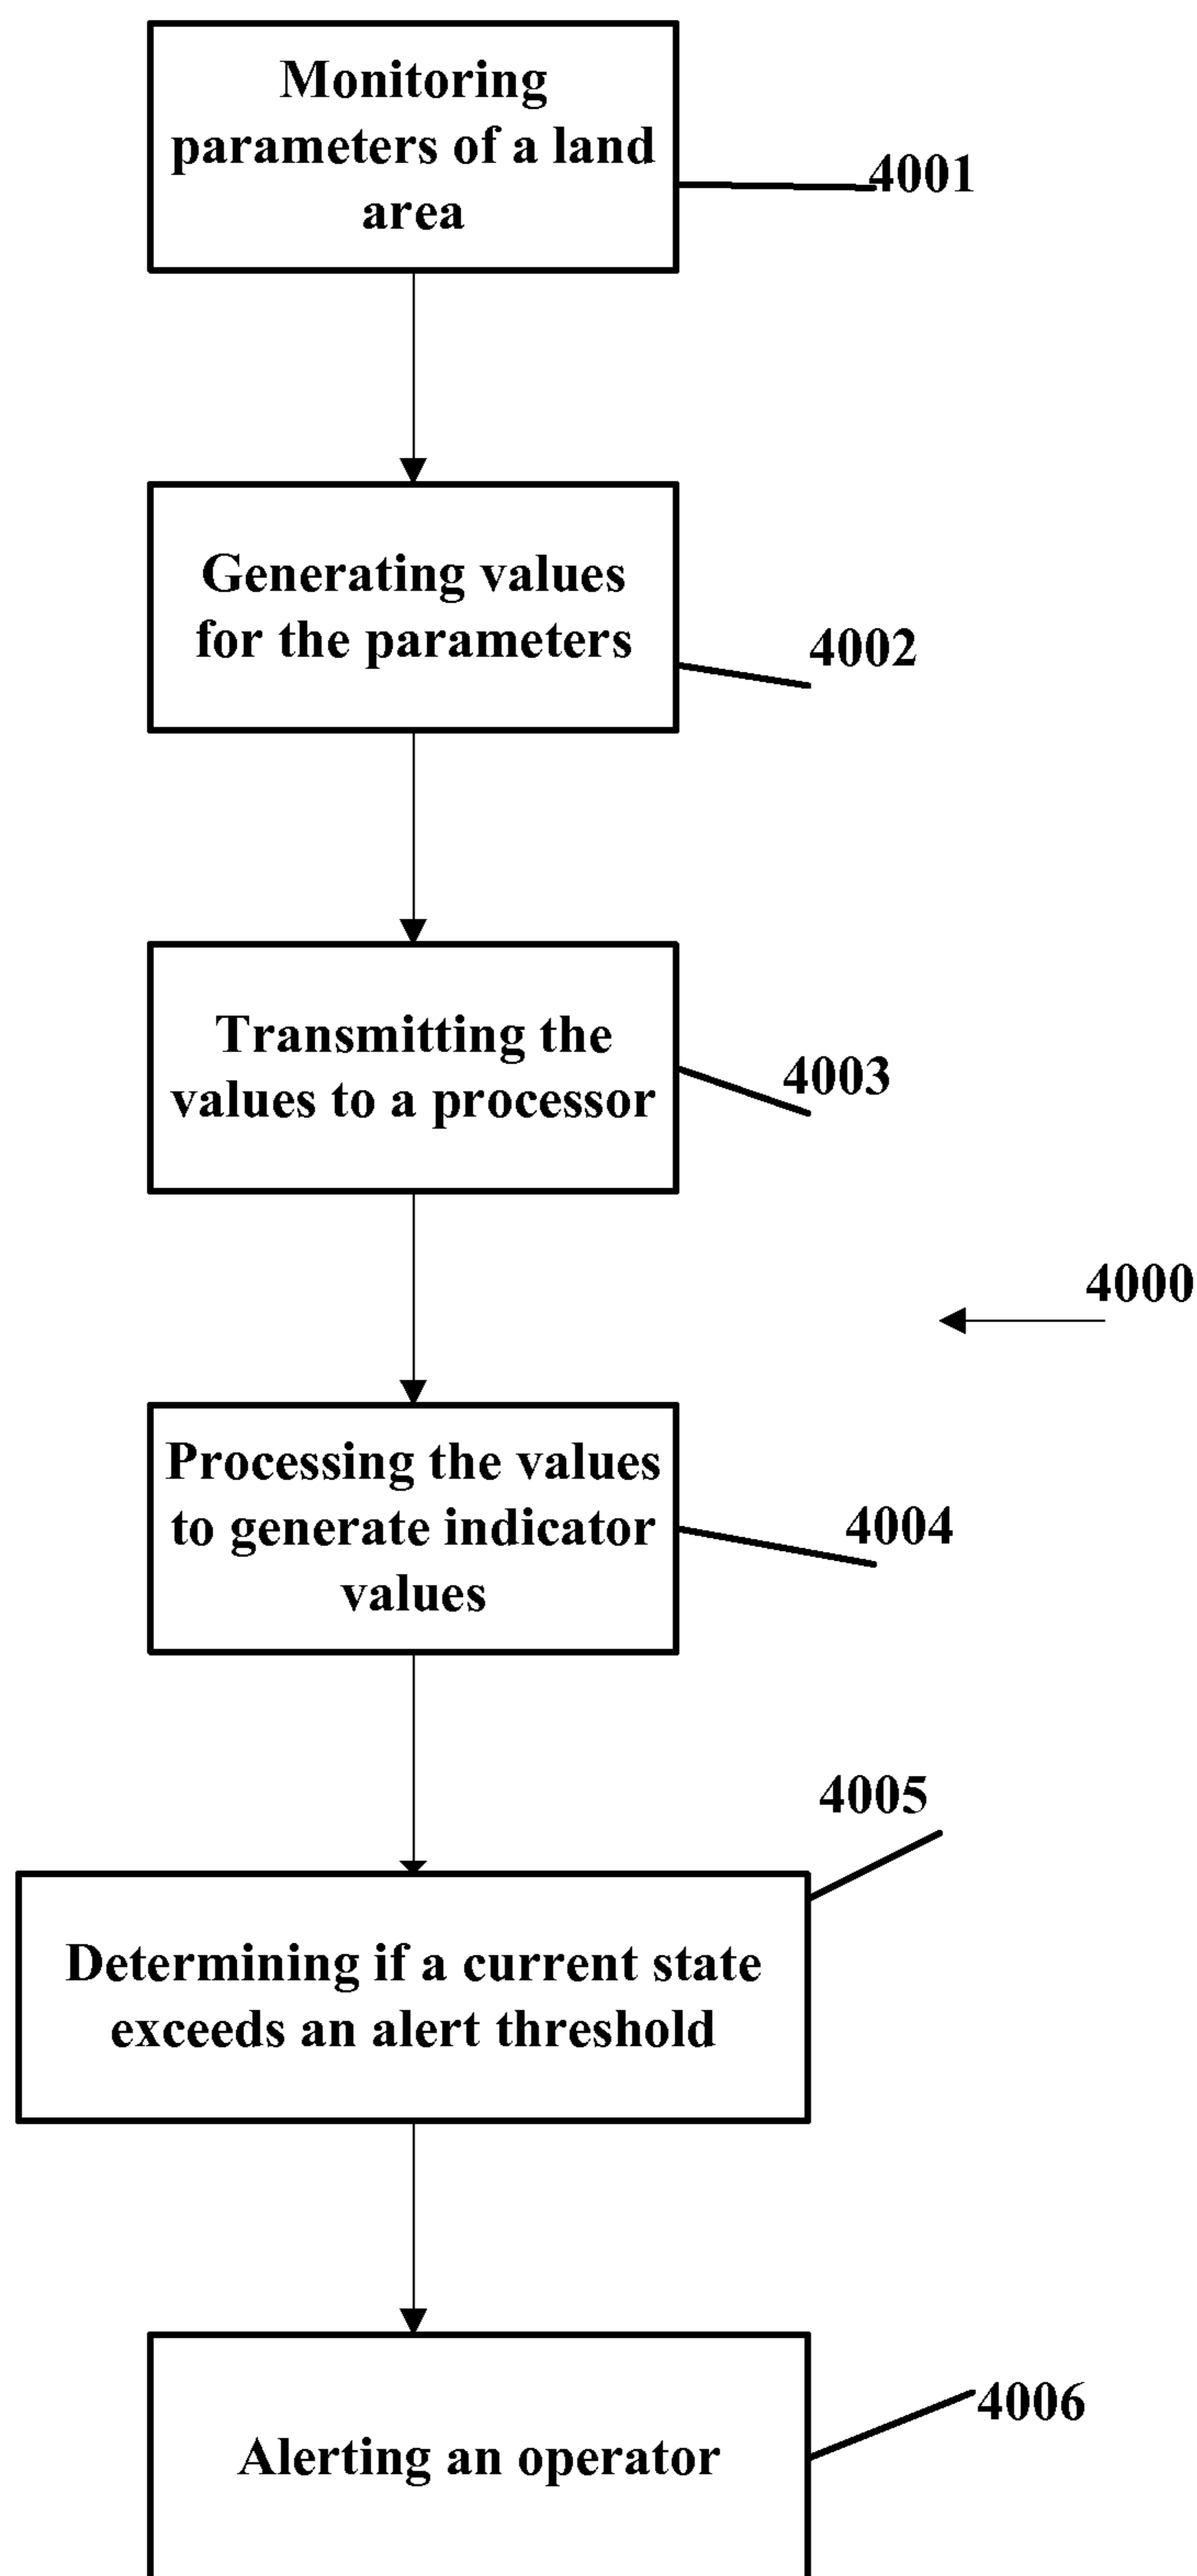 Monitoring
parameters of a land
area
4001
Generating values
for the parameters
4002
Transmitting the
values to a processor
4003
4000
Processing the values
to generate indicator
values
4004
4005
Determining if a current state
exceeds an alert threshold
4006
Alerting an operator